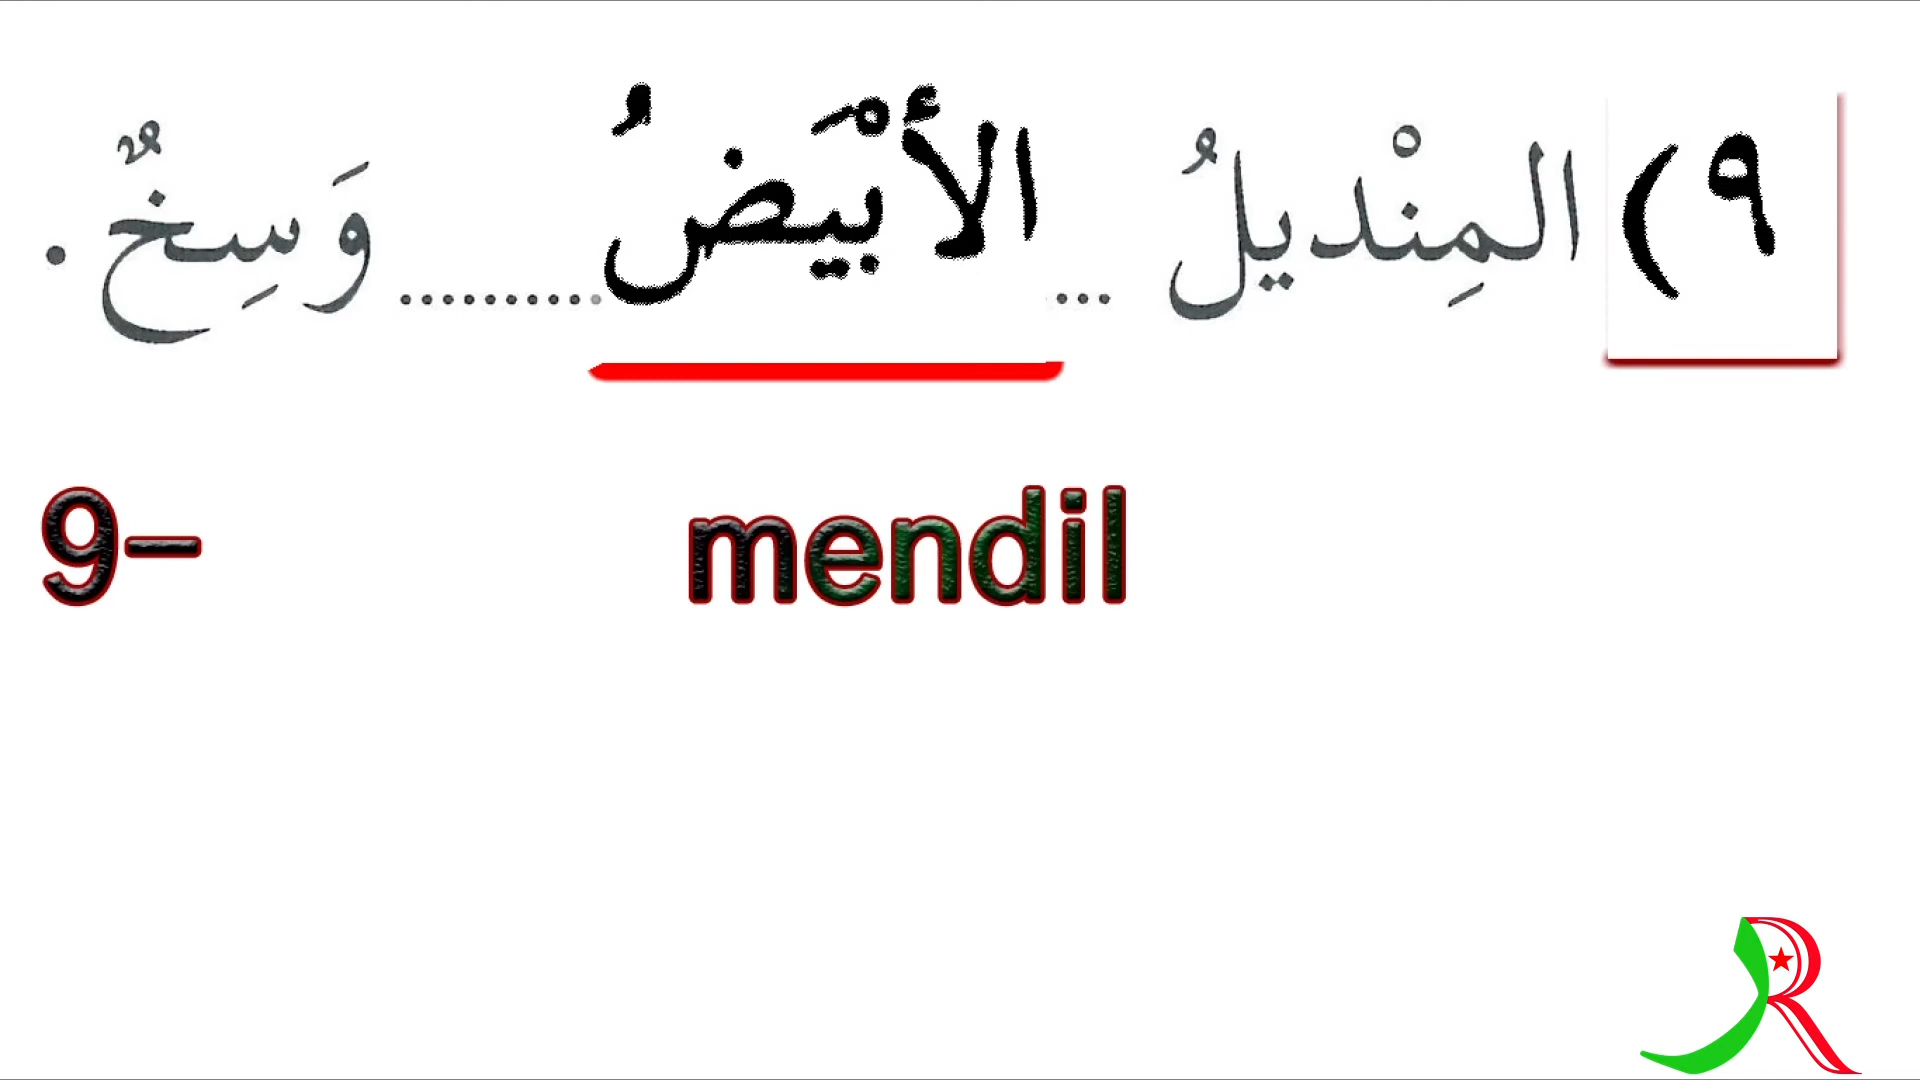 ٩) المِنْديلُ ... الأَبْيَضُ ......... وَسِخٌ .
9– mendil